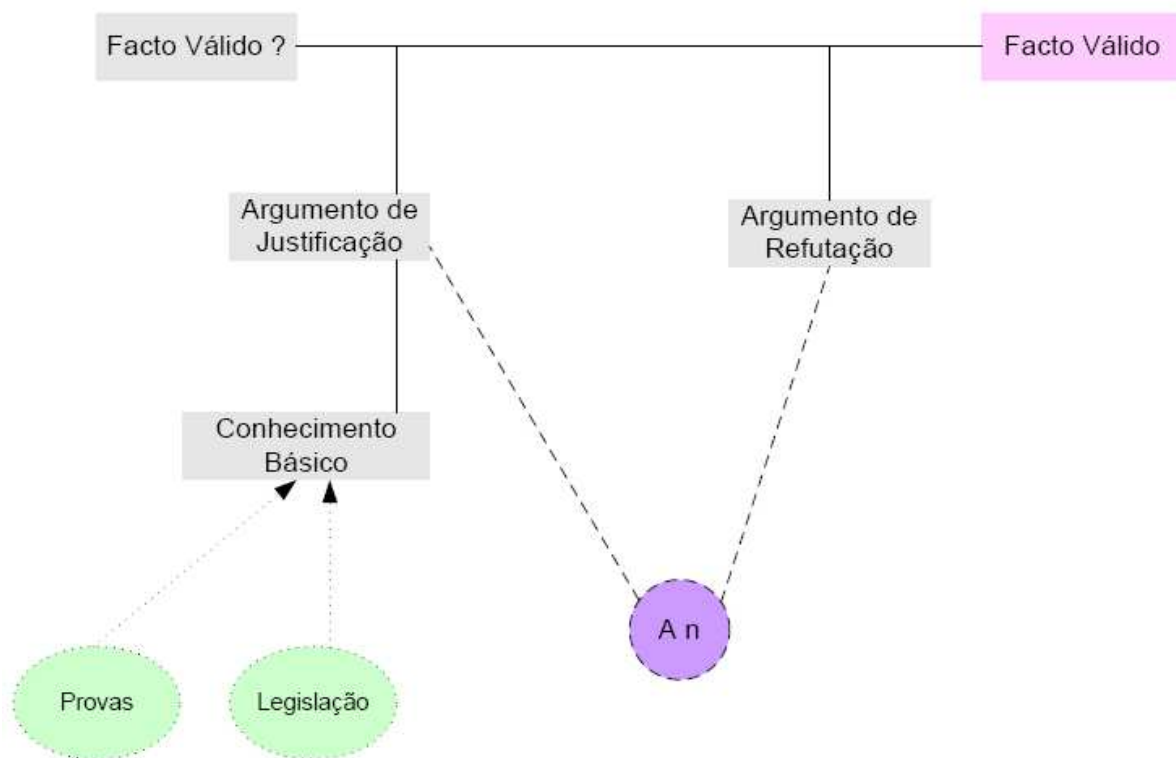 Facto Válido ?
Facto Válido
Argumento de
Justificação
Argumento de
Refutação
Conhecimento
Básico
A n
Provas
Legislação